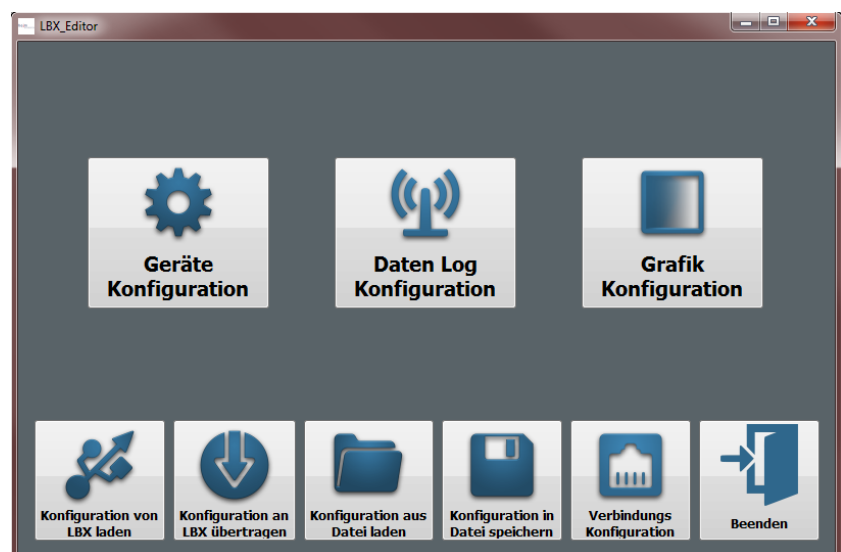 LBX_Editor
Geräte
Konfiguration
Daten Log
Konfiguration
Grafik
Konfiguration
Konfiguration von
LBX laden
Konfiguration an
LBX übertragen
Konfiguration aus
Datei laden
Konfiguration in
Datei speichern
Verbindungs
Konfiguration
Beenden